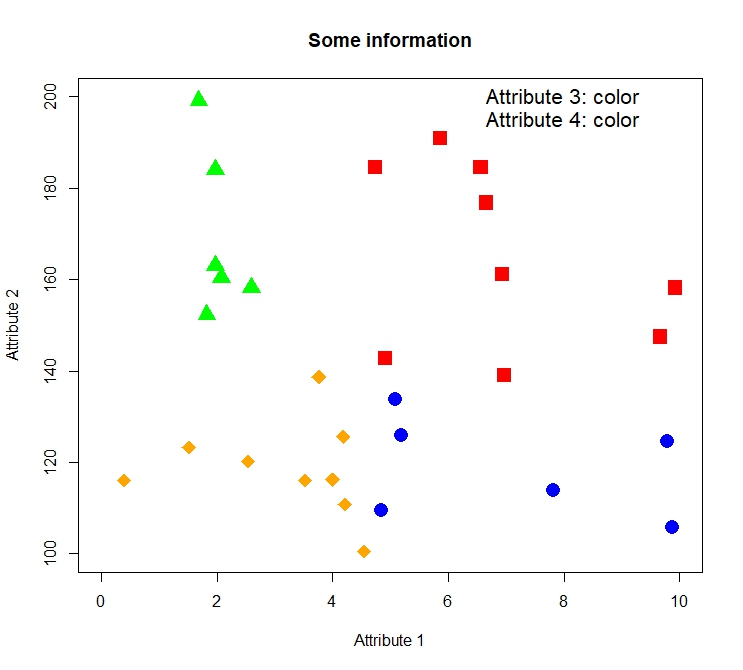 Some information
Attribute 3: color
Attribute 4: color
200
180
160
140
120
100
Attribute 2
0 2 4 6 8 10
Attribute 1